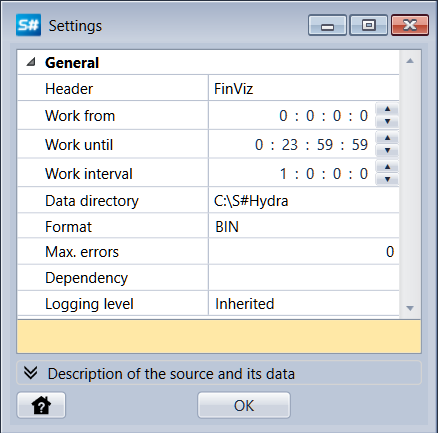 S# Settings
General
Header FinViz
Work from 0 : 0 : 0 : 0
Work until 0 : 23 : 59 : 59
Work interval 1 : 0 : 0 : 0
Data directory C:\S#Hydra
Format BIN
Max. errors 0
Dependency
Logging level Inherited
Description of the source and its data
? OK